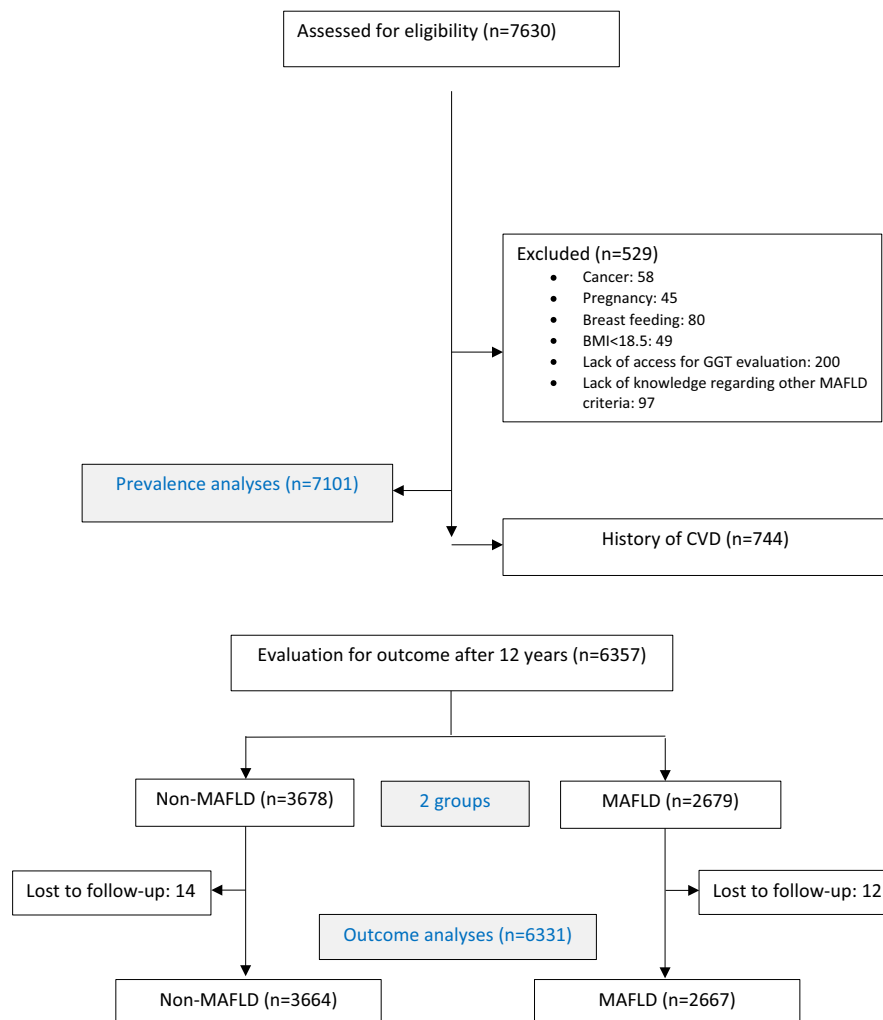 Assessed for eligibility (n=7630)
Excluded (n=529)
• Cancer: 58
• Pregnancy: 45
• Breast feeding: 80
• BMI<18.5: 49
• Lack of access for GGT evaluation: 200
• Lack of knowledge regarding other MAFLD
criteria: 97
Prevalence analyses (n=7101)
History of CVD (n=744)
Evaluation for outcome after 12 years (n=6357)
Non-MAFLD (n=3678)
2 groups
MAFLD (n=2679)
Lost to follow-up: 14
Lost to follow-up: 12
Outcome analyses (n=6331)
Non-MAFLD (n=3664)
MAFLD (n=2667)